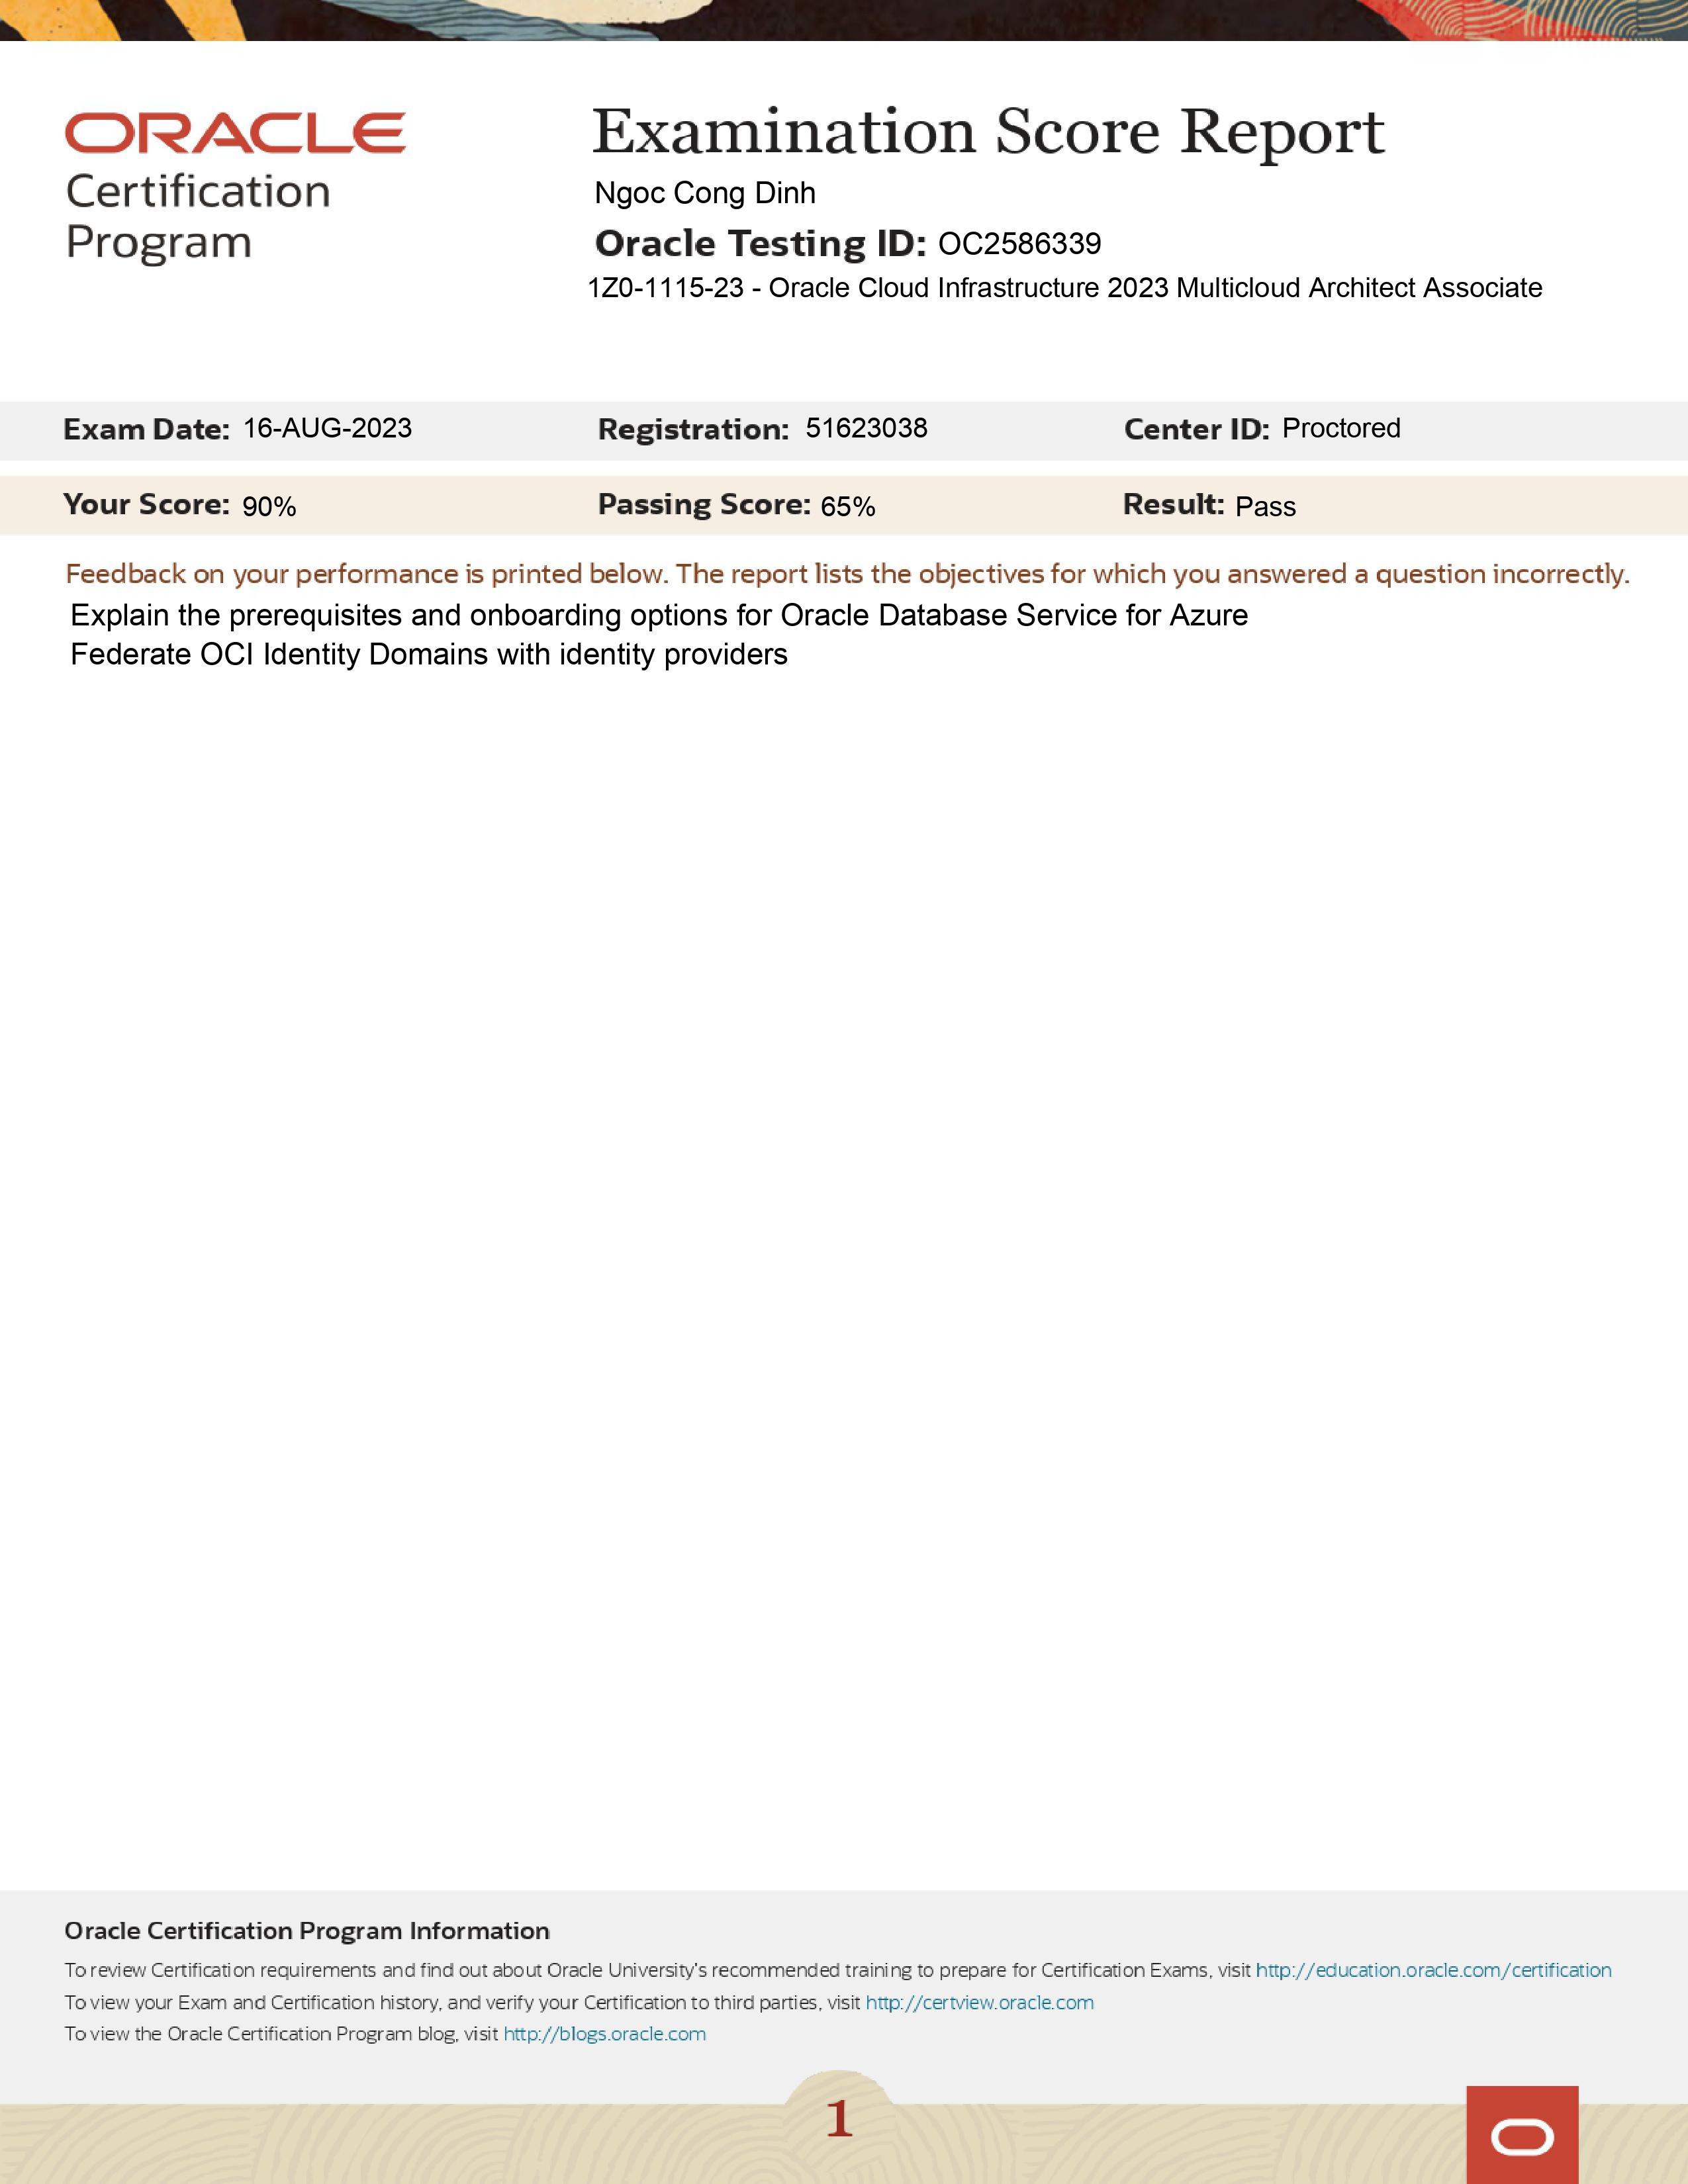 ORACLE
Certification
Program
Examination Score Report
Ngoc Cong Dinh
Oracle Testing ID: OC2586339
1Z0-1115-23 - Oracle Cloud Infrastructure 2023 Multicloud Architect Associate
Exam Date: 16-AUG-2023 Registration: 51623038 Center ID: Proctored
Your Score: 90% Passing Score: 65% Result: Pass
Feedback on your performance is printed below. The report lists the objectives for which you answered a question incorrectly.
Explain the prerequisites and onboarding options for Oracle Database Service for Azure
Federate OCI Identity Domains with identity providers
Oracle Certification Program Information
To review Certification requirements and find out about Oracle University's recommended training to prepare for Certification Exams, visit http://education.oracle.com/certification
To view your Exam and Certification history, and verify your Certification to third parties, visit http://certview.oracle.com
To view the Oracle Certification Program blog, visit http://blogs.oracle.com
1